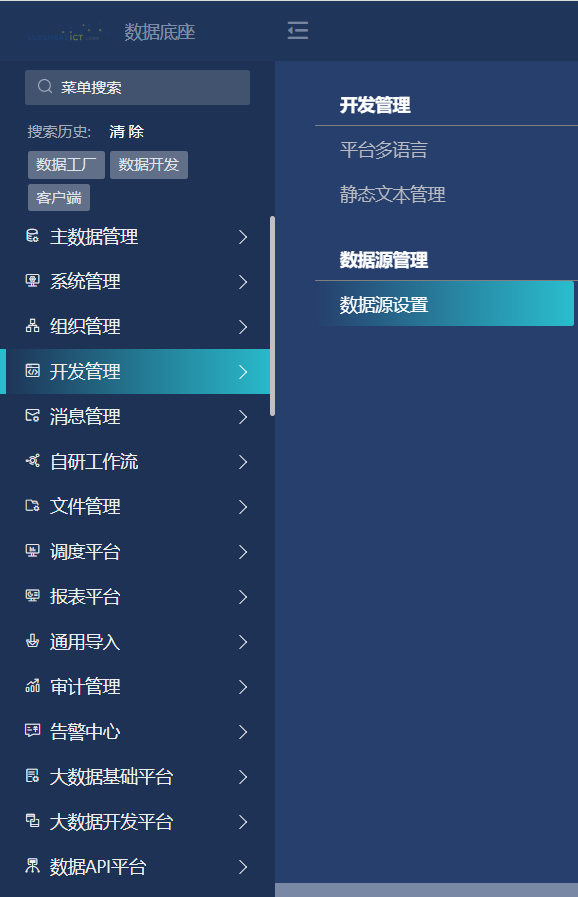 数据底座
菜单搜索
搜索历史: 清除
数据工厂 数据开发
客户端
主数据管理
系统管理
组织管理
开发管理
消息管理
自研工作流
文件管理
调度平台
报表平台
通用导入
审计管理
告警中心
大数据基础平台
大数据开发平台
数据API平台
开发管理
平台多语言
静态文本管理
数据源管理
数据源设置